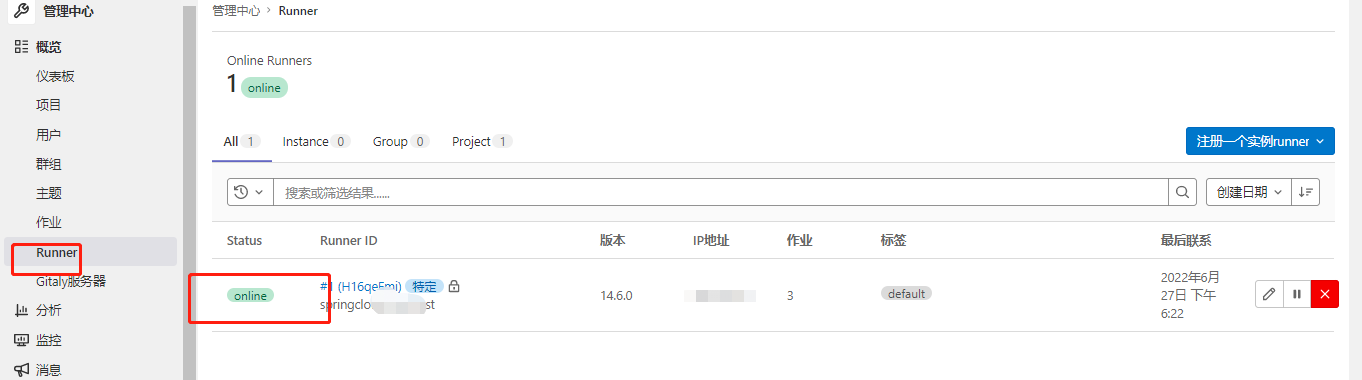 管理中心
概览
仪表板
项目
用户
群组
主题
作业
Runner
Gitaly服务器
分析
监控
消息
管理中心 › Runner
Online Runners
1 online
All 1 Instance 0 Group 0 Project 1
注册一个实例runner
搜索或筛选结果......
创建日期
Status Runner ID 版本 IP地址 作业 标签 最后联系
online #1 (H16qeFmj) 特定 14.6.0 3 default 2022年6月
27日 下午
6:22
springclou st